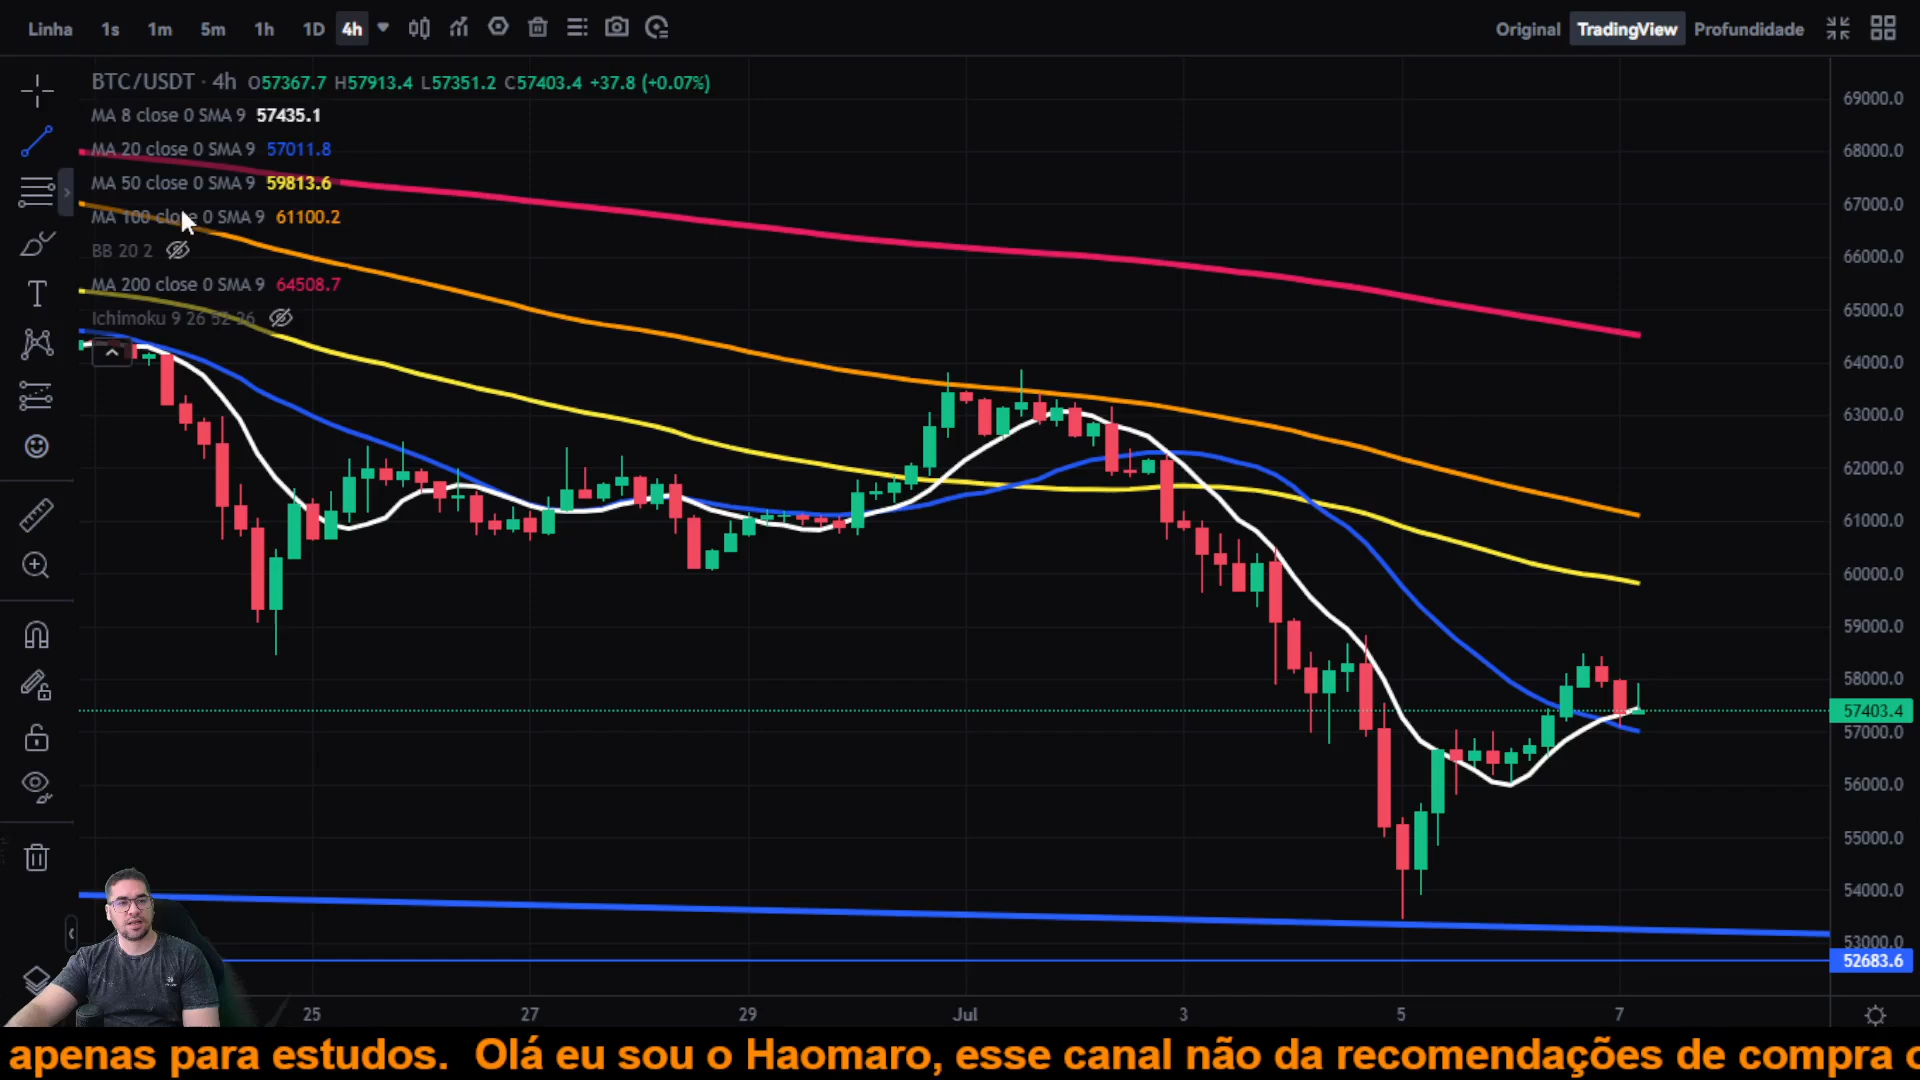 Linha 1s 1m 5m 1h 1D 4h Original TradingView Profundidade
BTC/USDT · 4h O57367.7 H57913.4 L57351.2 C57403.4 +37.8 (+0.07%)
MA 8 close 0 SMA 9 57435.1
MA 20 close 0 SMA 9 57011.8
MA 50 close 0 SMA 9 59813.6
MA 100 close 0 SMA 9 61100.2
BB 20 2
MA 200 close 0 SMA 9 64508.7
Ichimoku 9 26 52 26
69000.0
68000.0
67000.0
66000.0
65000.0
64000.0
63000.0
62000.0
61000.0
60000.0
59000.0
58000.0
57403.4
57000.0
56000.0
55000.0
54000.0
53000.0
52683.6
25 27 29 Jul 3 5 7
apenas para estudos. Olá eu sou o Haomaro, esse canal não da recomendações de compra